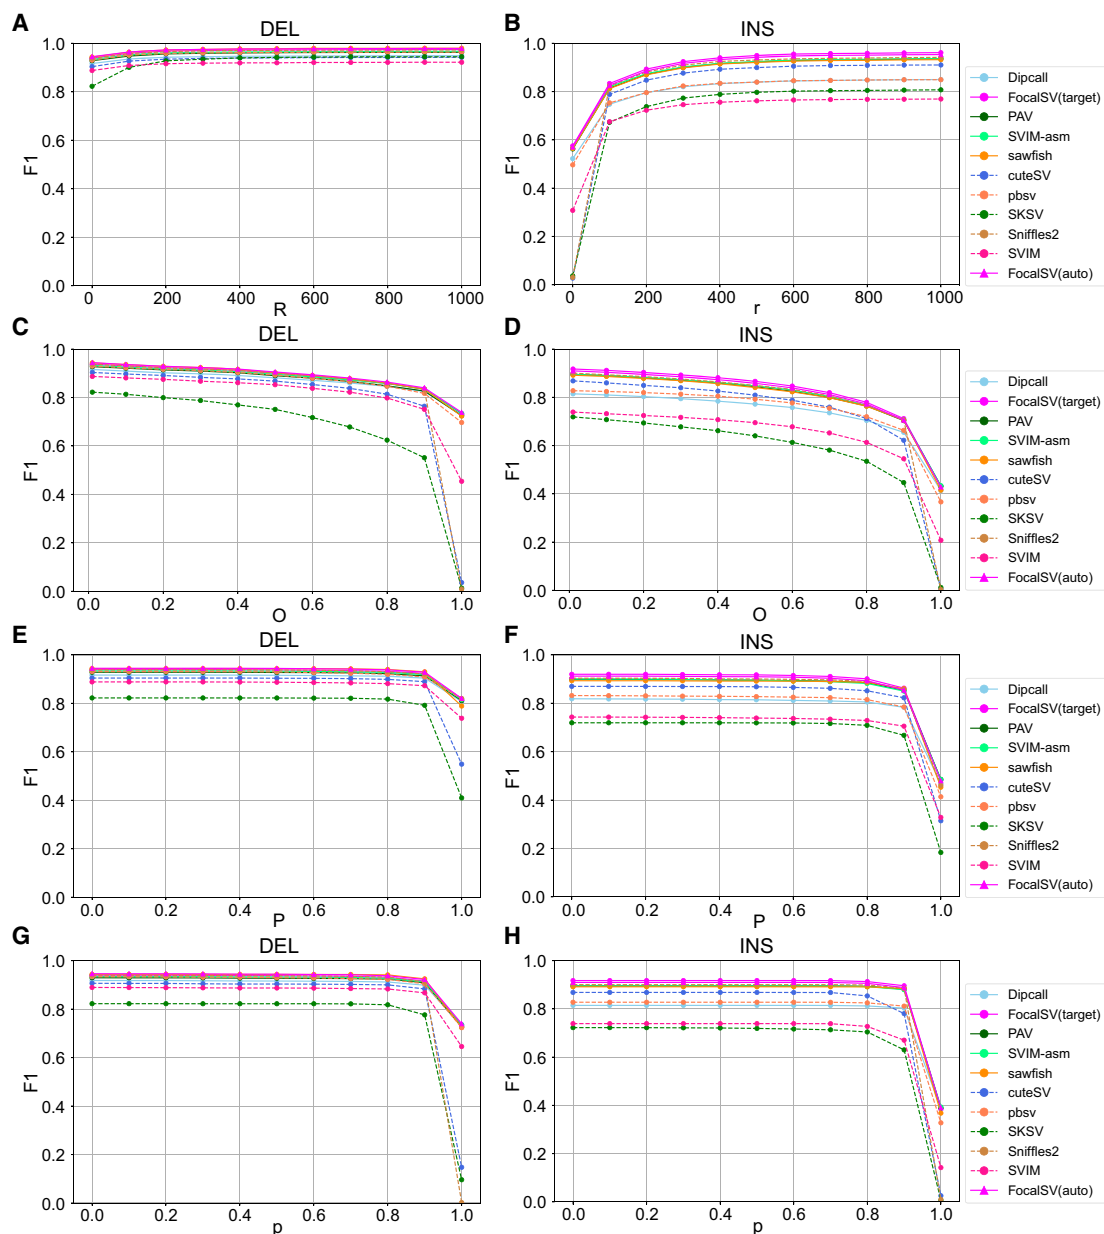 A
DEL
F1
1.0
0.8
0.6
0.4
0.2
0.0
0 200 400 600 800 1000
R
B
INS
F1
1.0
0.8
0.6
0.4
0.2
0.0
0 200 400 600 800 1000
r
Dipcall
FocalSV(target)
PAV
SVIM-asm
sawfish
cuteSV
pbsv
SKSV
Sniffles2
SVIM
FocalSV(auto)
C
DEL
F1
1.0
0.8
0.6
0.4
0.2
0.0
0.0 0.2 0.4 0.6 0.8 1.0
O
D
INS
F1
1.0
0.8
0.6
0.4
0.2
0.0
0.0 0.2 0.4 0.6 0.8 1.0
O
Dipcall
FocalSV(target)
PAV
SVIM-asm
sawfish
cuteSV
pbsv
SKSV
Sniffles2
SVIM
FocalSV(auto)
E
DEL
F1
1.0
0.8
0.6
0.4
0.2
0.0
0.0 0.2 0.4 0.6 0.8 1.0
P
F
INS
F1
1.0
0.8
0.6
0.4
0.2
0.0
0.0 0.2 0.4 0.6 0.8 1.0
P
Dipcall
FocalSV(target)
PAV
SVIM-asm
sawfish
cuteSV
pbsv
SKSV
Sniffles2
SVIM
FocalSV(auto)
G
DEL
F1
1.0
0.8
0.6
0.4
0.2
0.0
0.0 0.2 0.4 0.6 0.8 1.0
p
H
INS
F1
1.0
0.8
0.6
0.4
0.2
0.0
0.0 0.2 0.4 0.6 0.8 1.0
p
Dipcall
FocalSV(target)
PAV
SVIM-asm
sawfish
cuteSV
pbsv
SKSV
Sniffles2
SVIM
FocalSV(auto)